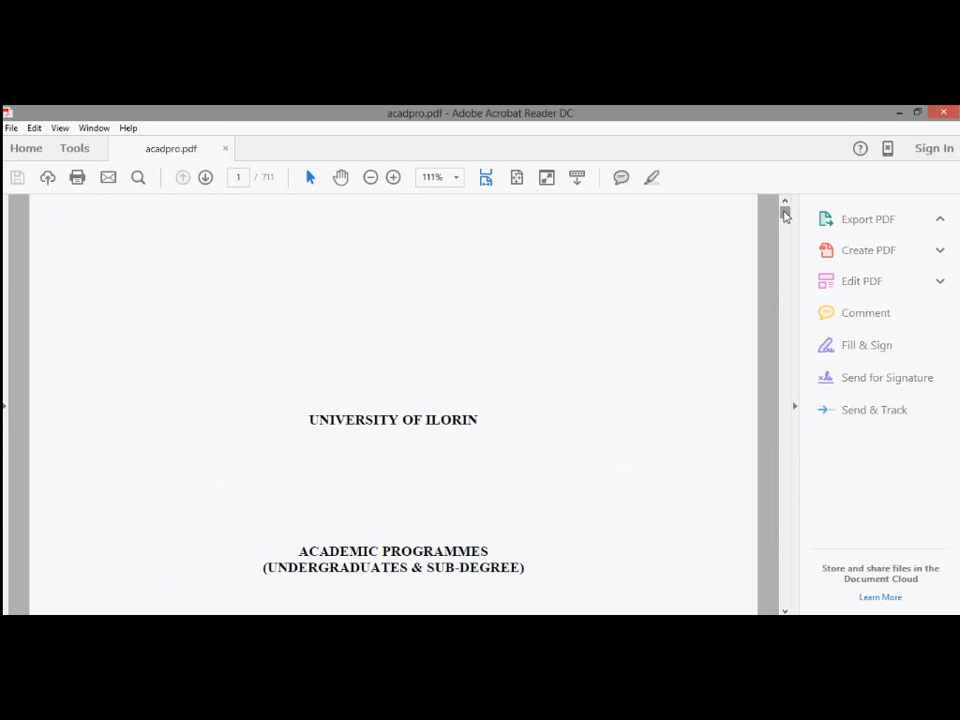 acadpro.pdf - Adobe Acrobat Reader DC
File Edit View Window Help
Home Tools acadpro.pdf × Sign In
1 / 711 111%
Export PDF
Create PDF
Edit PDF
Comment
Fill & Sign
Send for Signature
Send & Track
UNIVERSITY OF ILORIN
ACADEMIC PROGRAMMES
(UNDERGRADUATES & SUB-DEGREE)
Store and share files in the
Document Cloud
Learn More